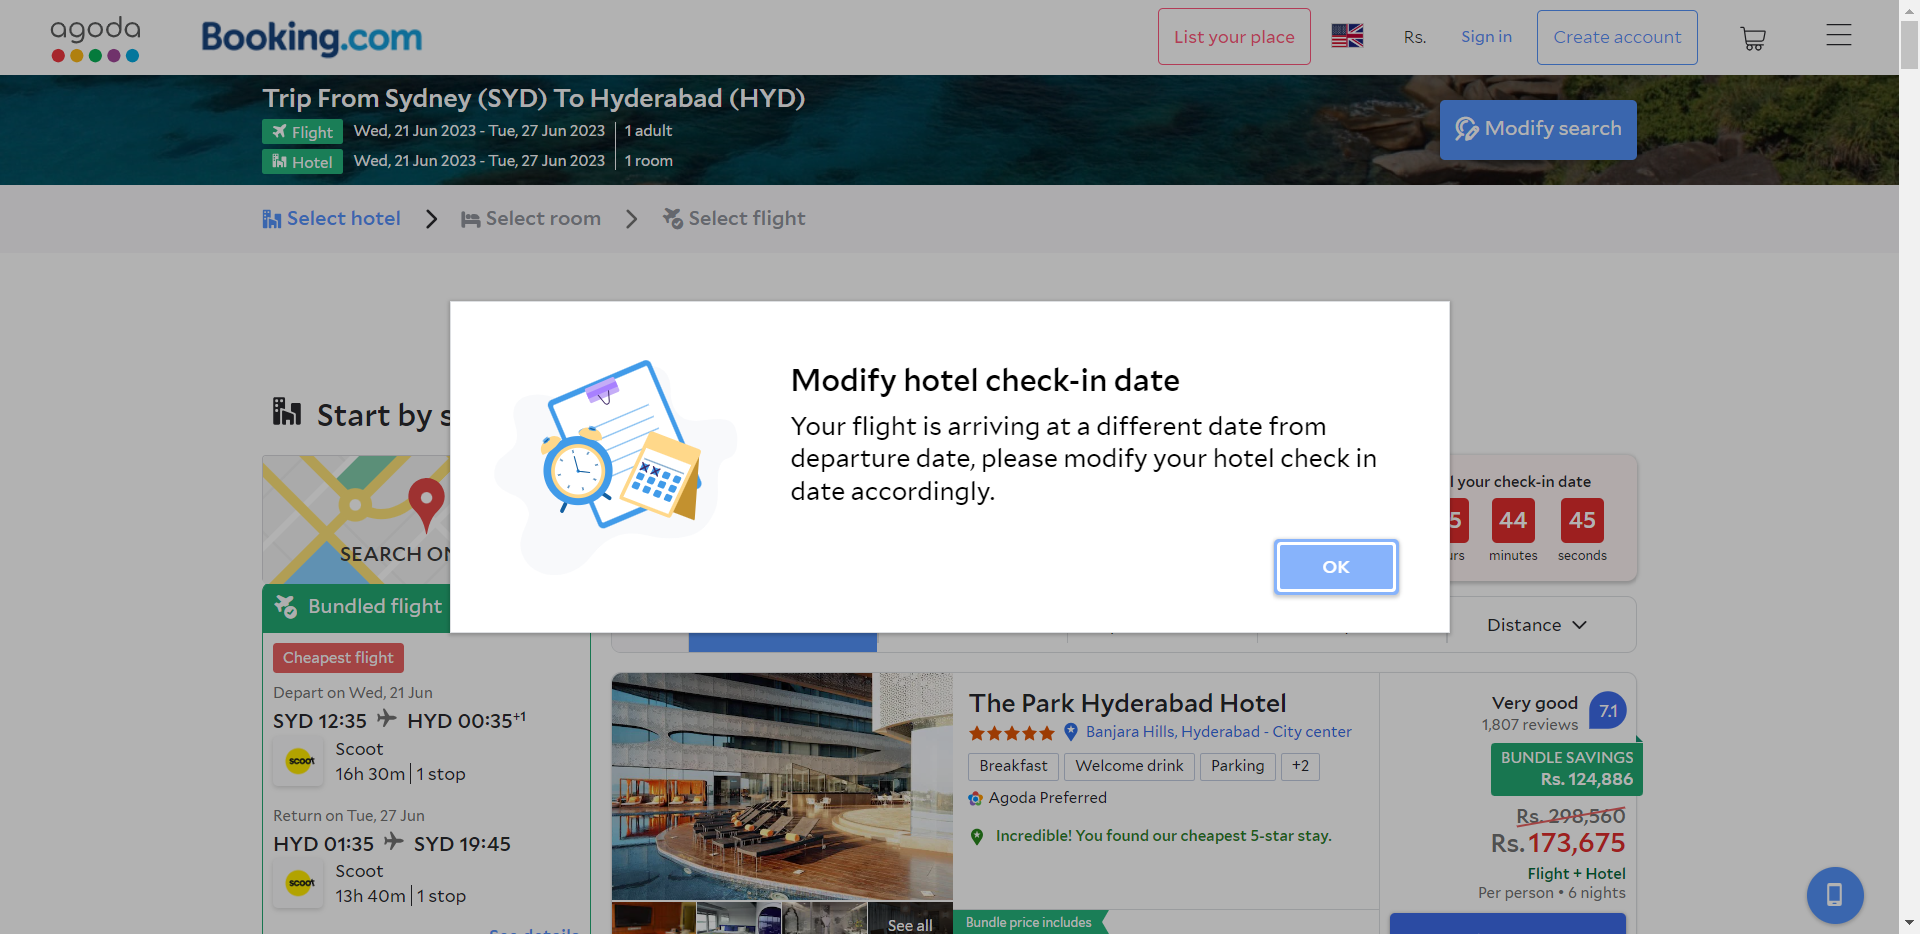 agoda
Booking.com
List your place
Rs.
Sign in
Create account
Trip From Sydney (SYD) To Hyderabad (HYD)
Flight
Wed, 21 Jun 2023 - Tue, 27 Jun 2023
1 adult
Hotel
Wed, 21 Jun 2023 - Tue, 27 Jun 2023
1 room
Modify search
Select hotel
Select room
Select flight
Modify hotel check-in date
Your flight is arriving at a different date from
departure date, please modify your hotel check in
date accordingly.
OK
Start by s
SEARCH ON
your check-in date
5
44
45
urs
minutes
seconds
Distance
Bundled flight
Cheapest flight
Depart on Wed, 21 Jun
SYD 12:35
HYD 00:35+1
scoot
Scoot
16h 30m
1 stop
Return on Tue, 27 Jun
HYD 01:35
SYD 19:45
scoot
Scoot
13h 40m
1 stop
See details
See all
The Park Hyderabad Hotel
Banjara Hills, Hyderabad - City center
Breakfast
Welcome drink
Parking
+2
Agoda Preferred
Incredible! You found our cheapest 5-star stay.
Bundle price includes
Very good
1,807 reviews
7.1
BUNDLE SAVINGS
Rs. 124,886
Rs. 298,560
Rs. 173,675
Flight + Hotel
Per person • 6 nights